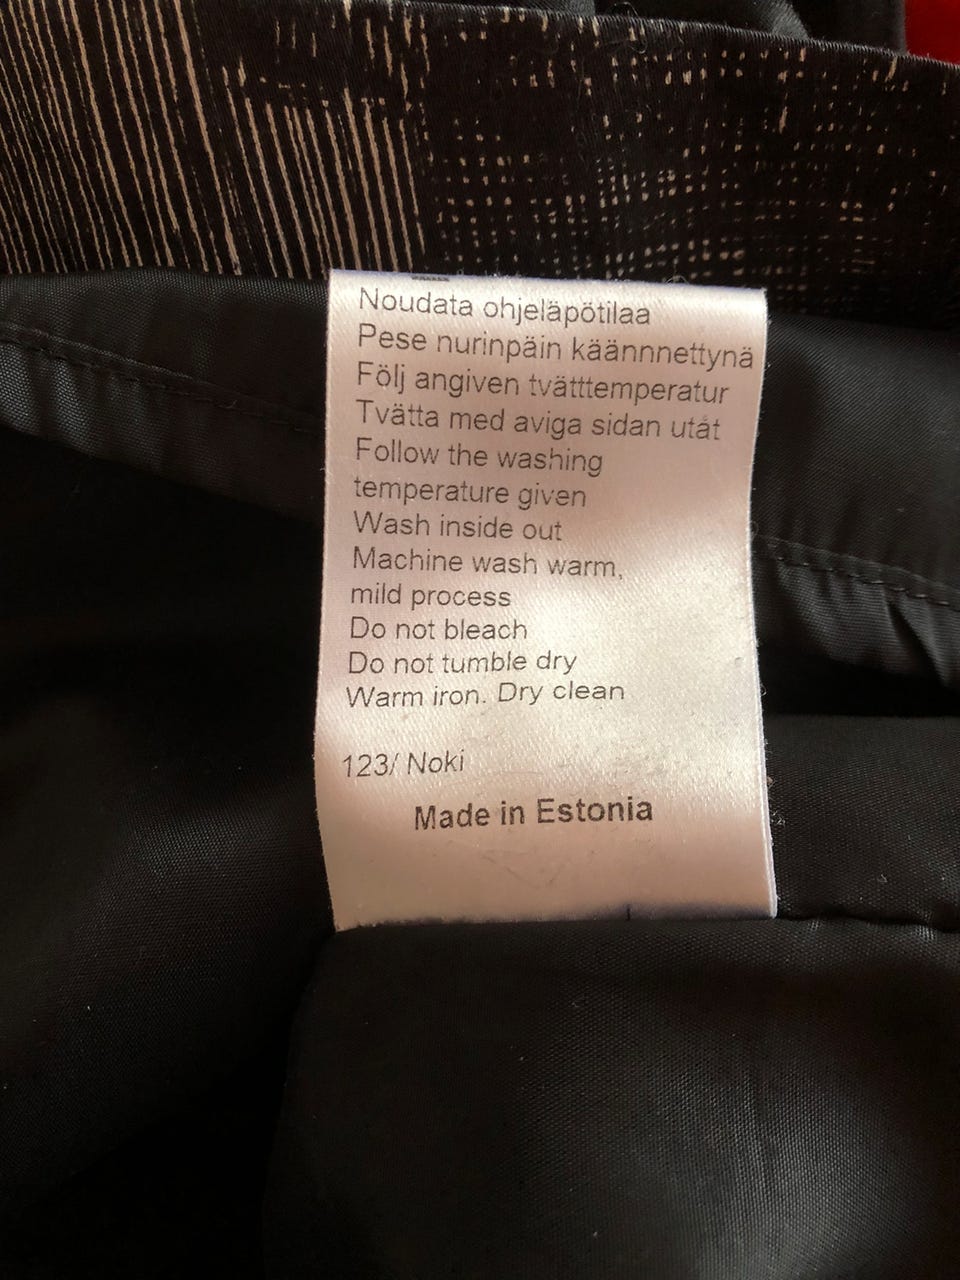 Noudata ohjeläpötilaa
Pese nurinpäin käännnettynä
Följ angiven tvätttemperatur
Tvätta med aviga sidan utåt
Follow the washing
temperature given
Wash inside out
Machine wash warm,
mild process
Do not bleach
Do not tumble dry
Warm iron. Dry clean
123/ Noki
Made in Estonia